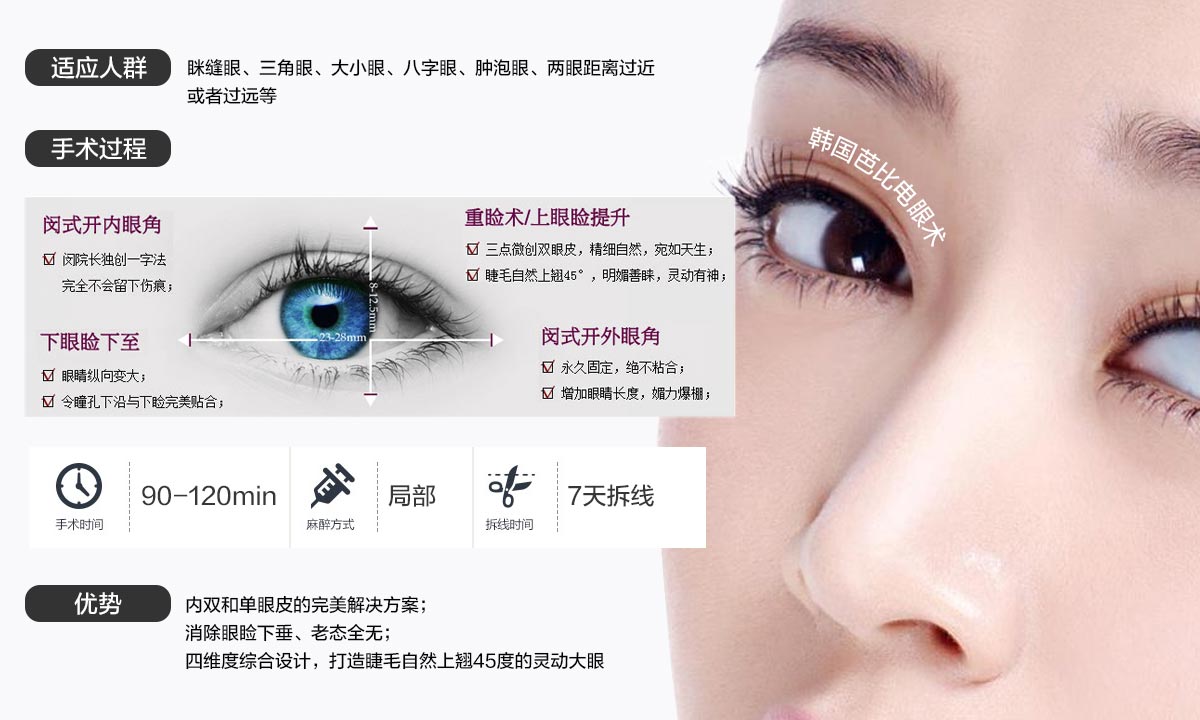 适应人群
眯缝眼、三角眼、大小眼、八字眼、肿泡眼、两眼距离过近
或者过远等
手术过程
韩国芭比电眼术
闵式开内眼角
闵院长独创一字法
完全不会留下伤痕；
重睑术/上眼睑提升
三点微创双眼皮，精细自然，宛如天生；
睫毛自然上翘45°，明媚善睐，灵动有神；
8-12.5mm
23-28mm
下眼睑下至
眼睛纵向变大；
令瞳孔下沿与下睑完美贴合；
闵式开外眼角
永久固定，绝不粘合；
增加眼睛长度，媚力爆棚；
手术时间
90-120min
麻醉方式
局部
拆线时间
7天拆线
优势
内双和单眼皮的完美解决方案；
消除眼睑下垂、老态全无；
四维度综合设计，打造睫毛自然上翘45度的灵动大眼